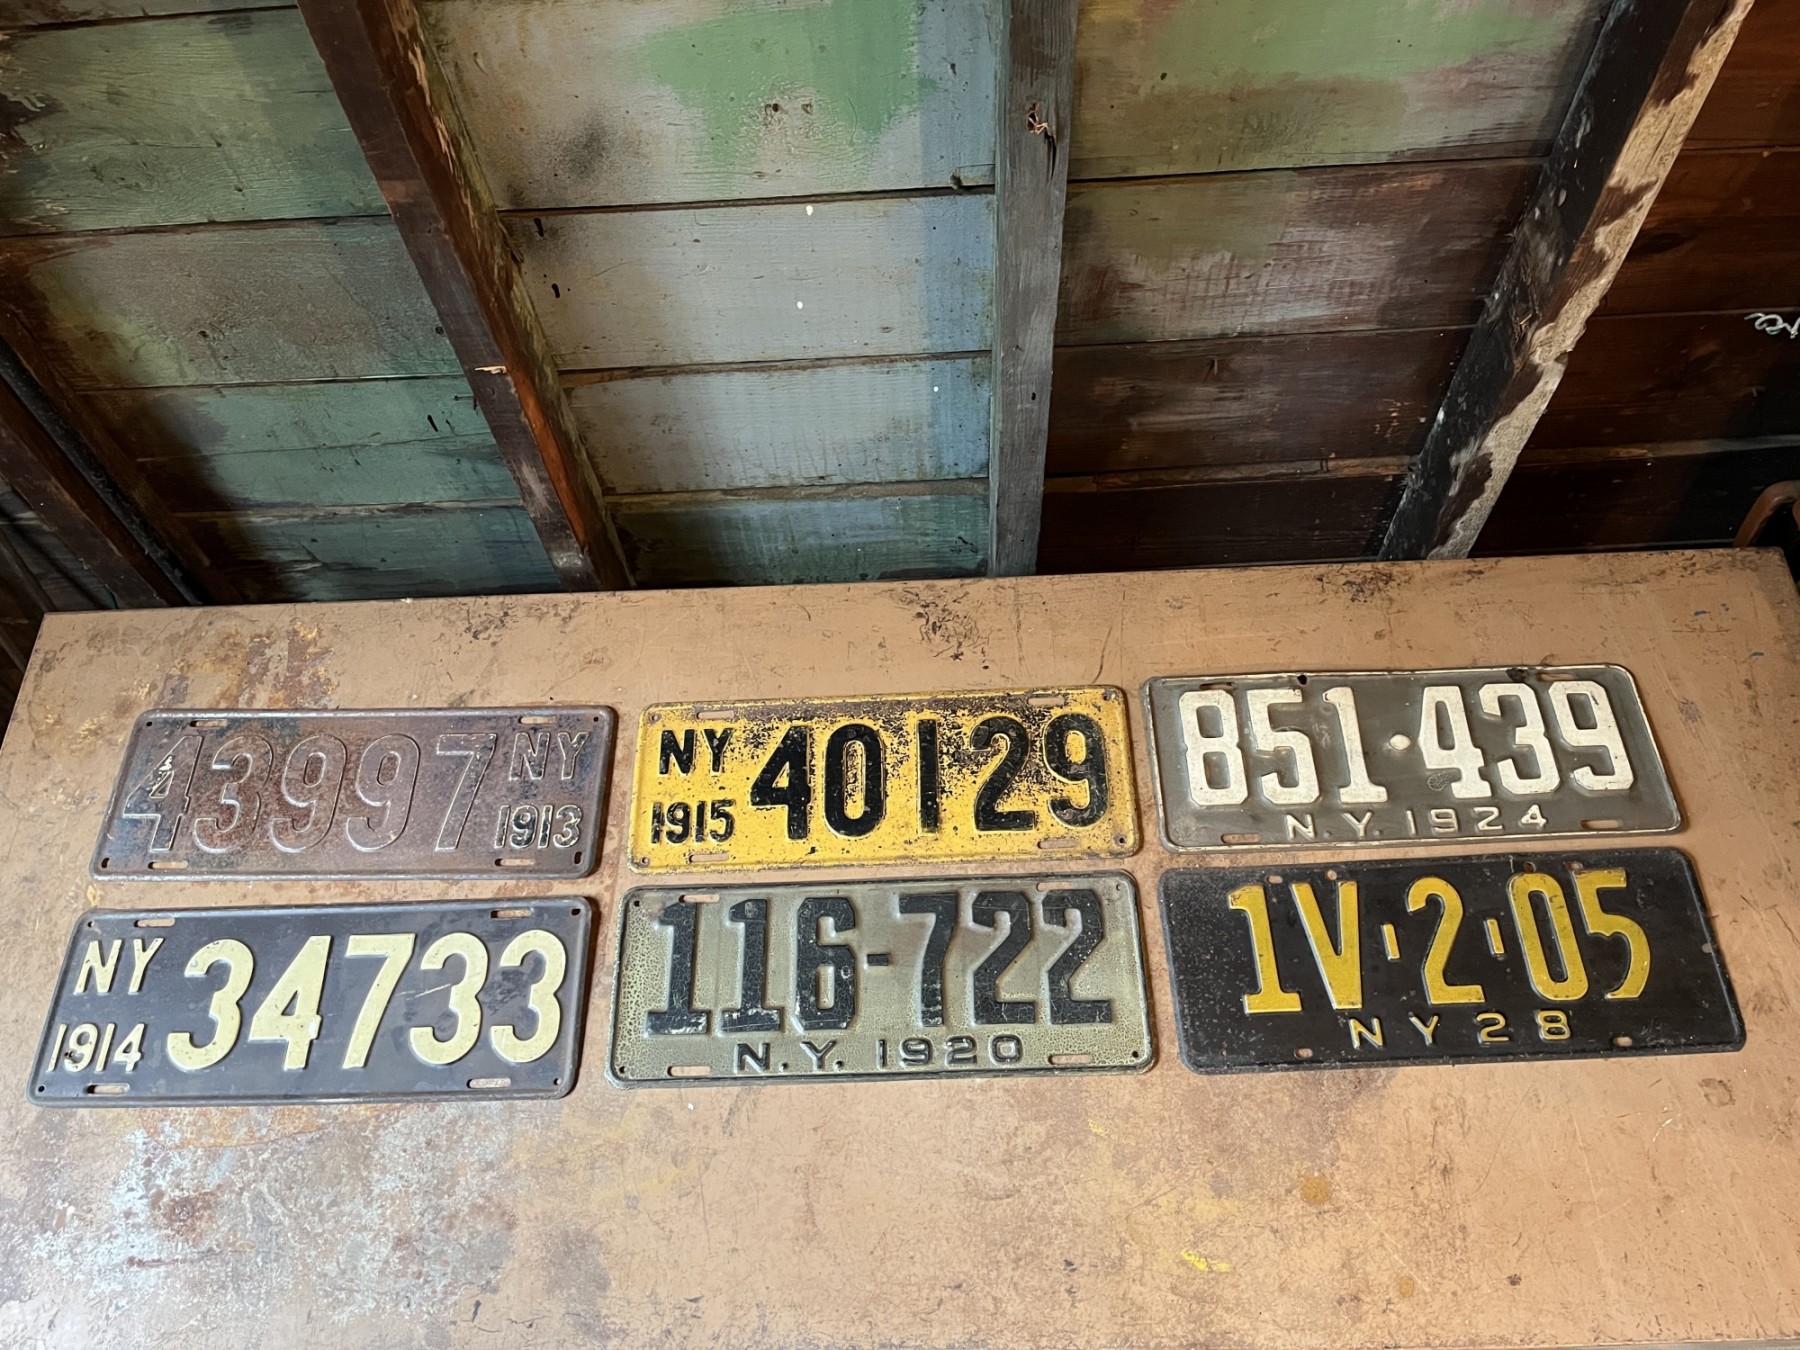 43997 NY
1913
NY 40129
1915
851·439
N.Y. 1924
NY 34733
1914
116-722
N.Y. 1920
1V-2-05
NY 28